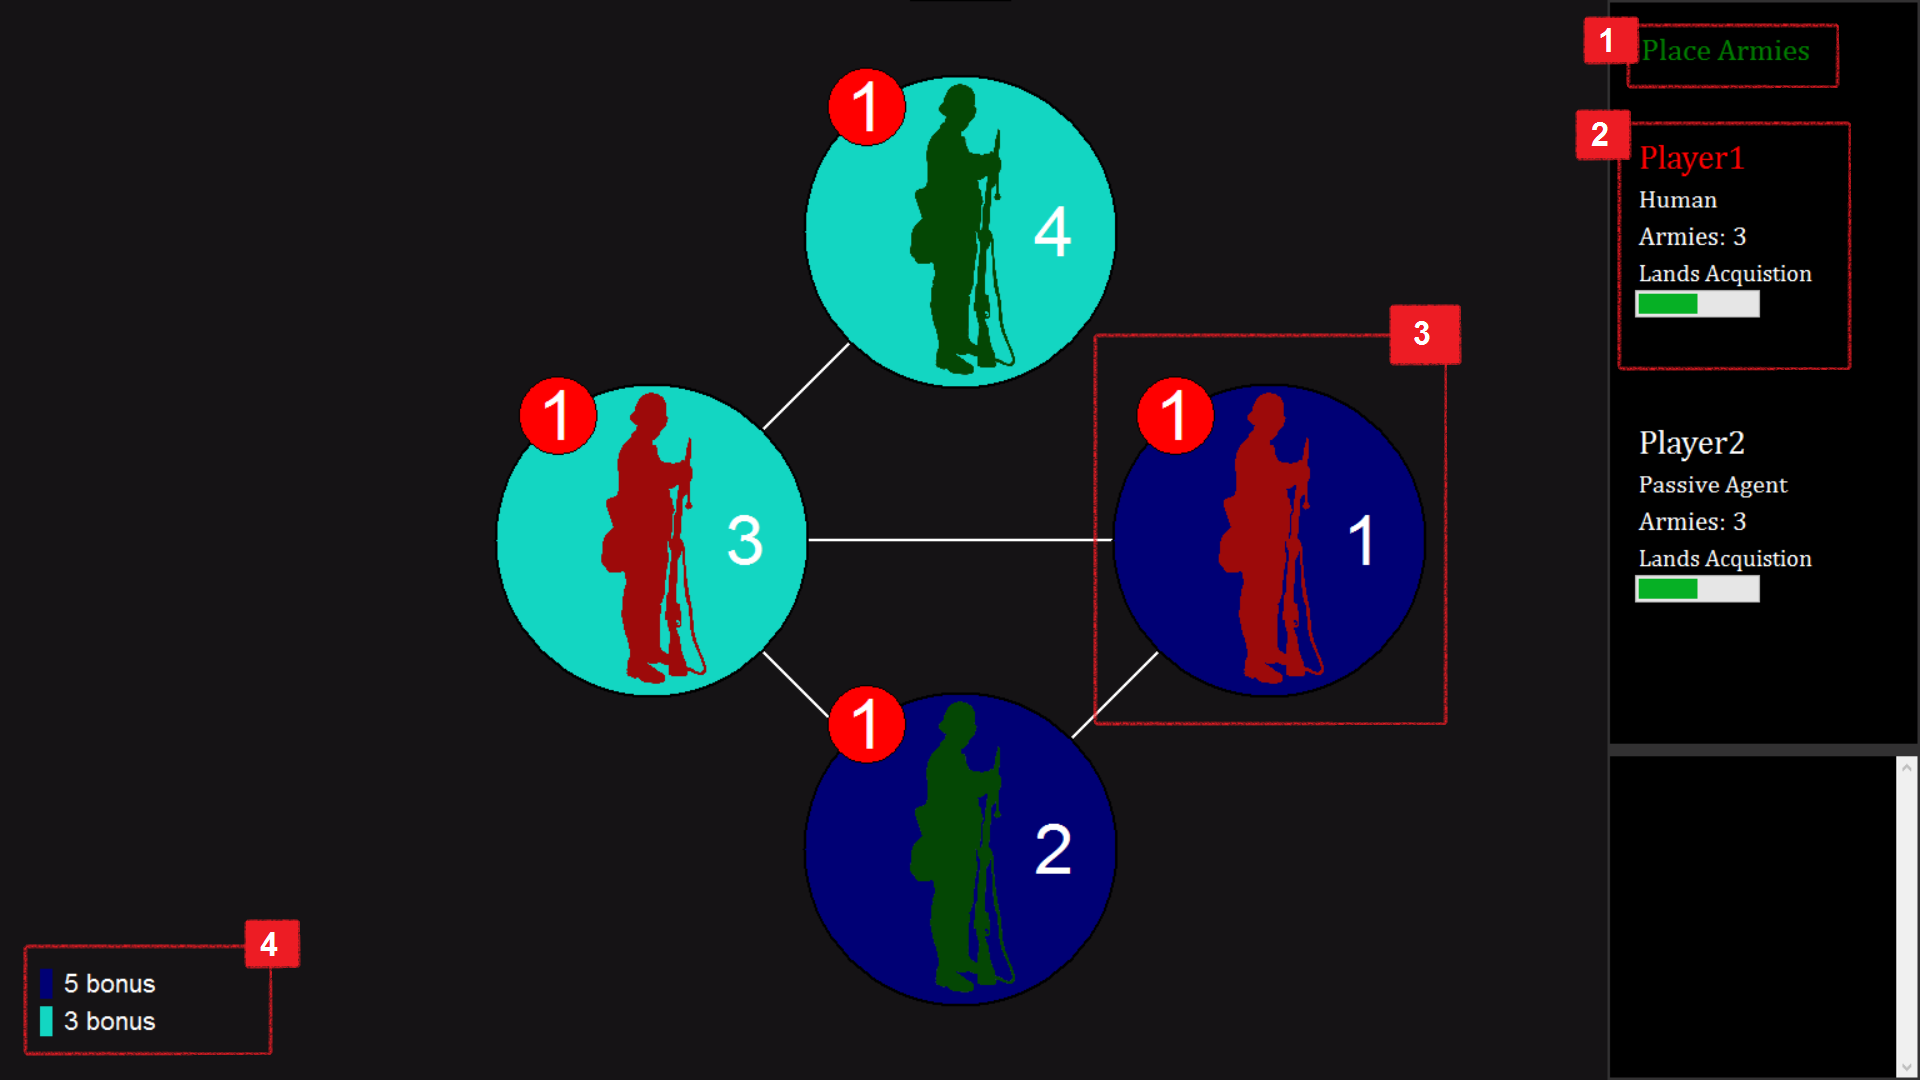 1
Place Armies
2
Player1
Human
Armies: 3
Lands Acquistion
Player2
Passive Agent
Armies: 3
Lands Acquistion
1
4
1
3
3
1
1
1
2
4
5 bonus
3 bonus